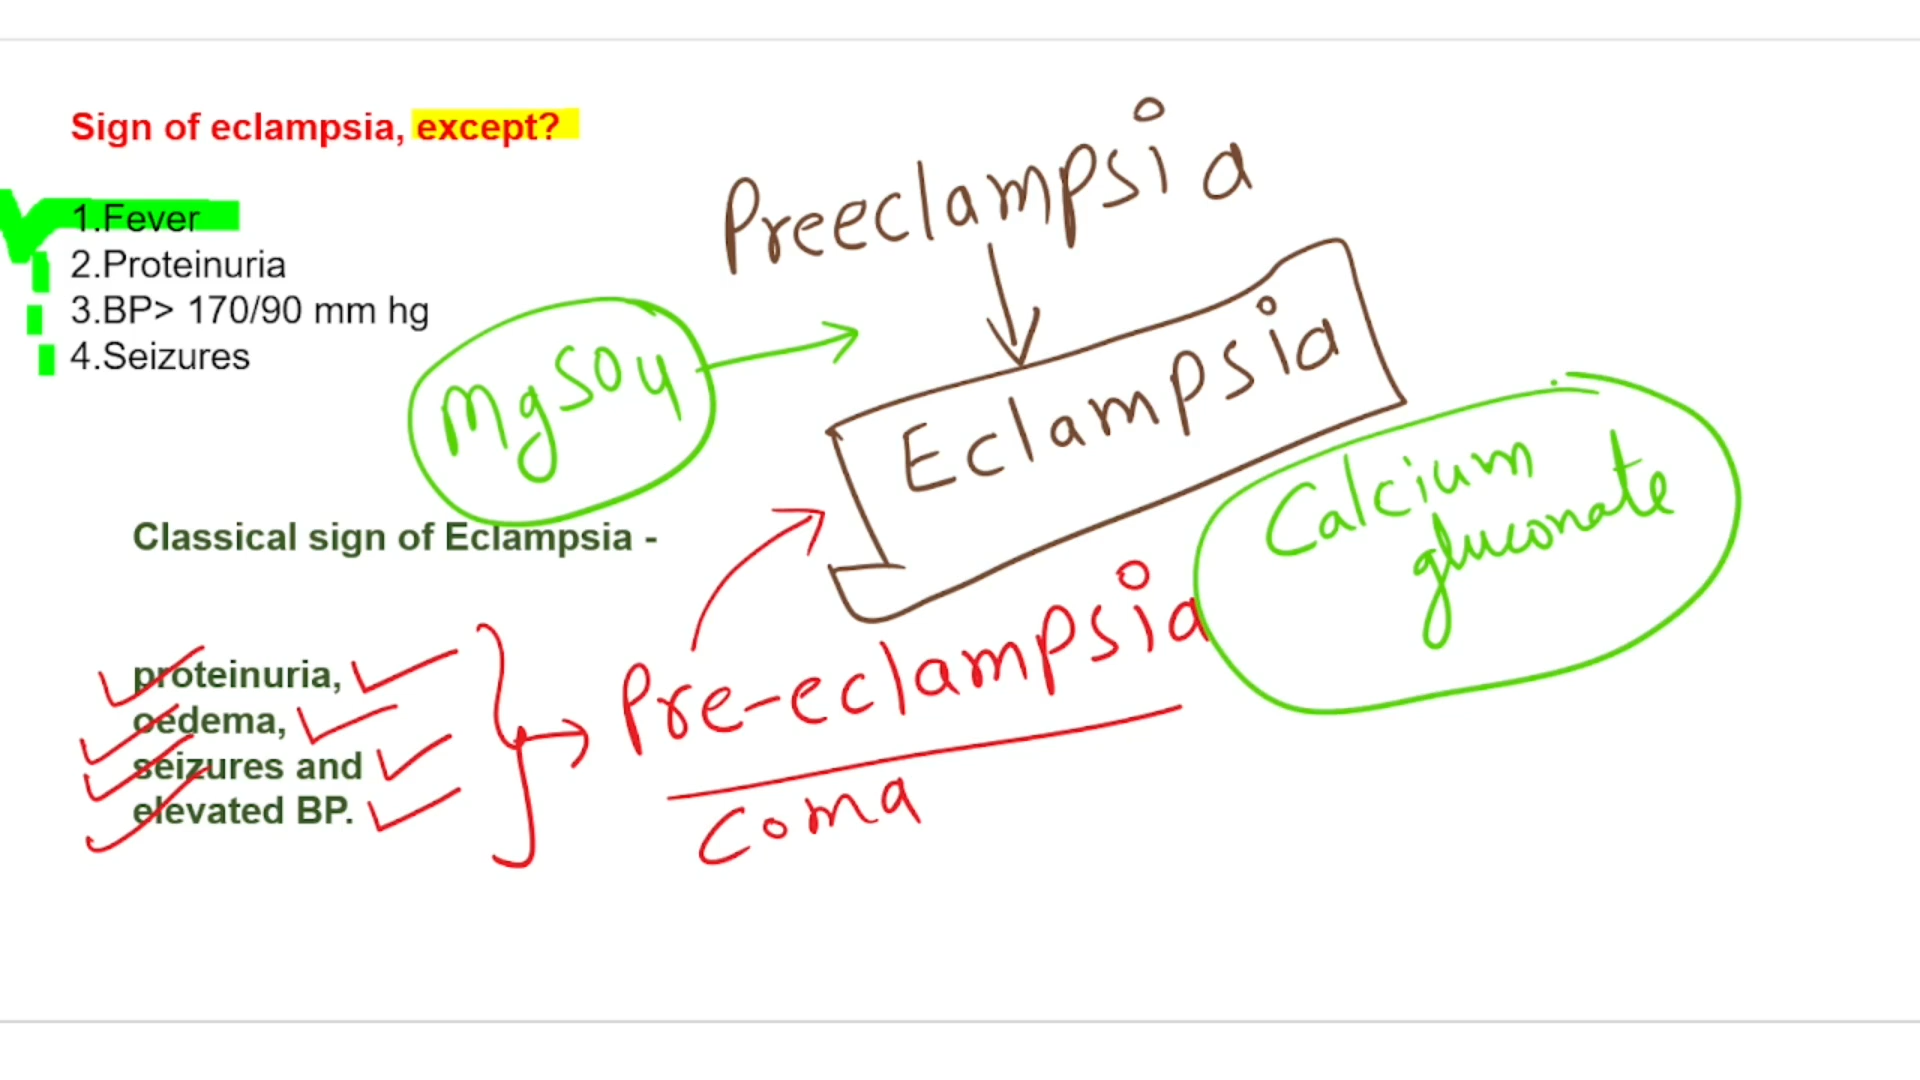 Sign of eclampsia, except?
1.Fever
2.Proteinuria
3.BP> 170/90 mm hg
4.Seizures
Preeclampsia
MgSO4
Eclampsia
Calcium
gluconate
Classical sign of Eclampsia -
proteinuria,
oedema,
seizures and
elevated BP.
Pre-eclampsia
Coma